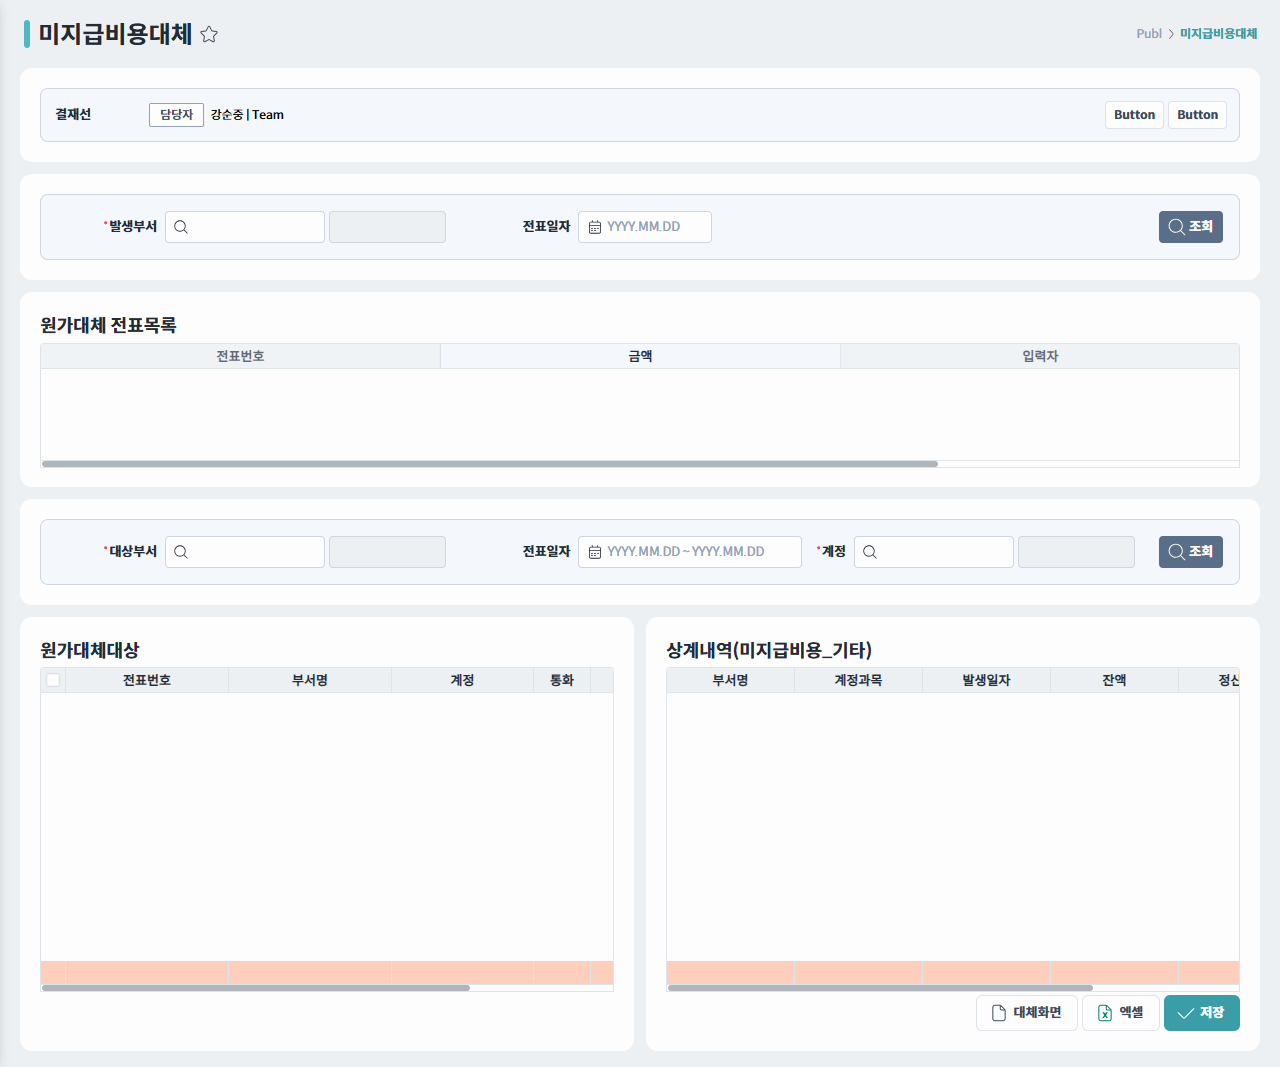 미지급비용대체
Publ > 미지급비용대체
결재선 담당자 강순중 | Team Button Button
*발생부서 전표일자 YYYY.MM.DD 조회
원가대체 전표목록
전표번호 금액 입력자
*대상부서 전표일자 YYYY.MM.DD ~ YYYY.MM.DD *계정 조회
원가대체대상
전표번호 부서명 계정 통화
상계내역(미지급비용_기타)
부서명 계정과목 발생일자 잔액 정산
대체화면 엑셀 저장